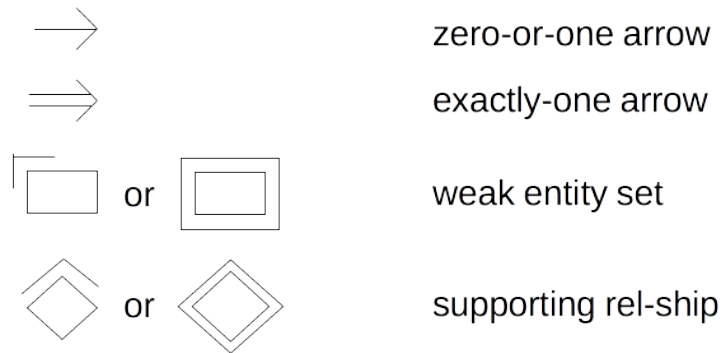 zero-or-one arrow
exactly-one arrow
or weak entity set
or supporting rel-ship